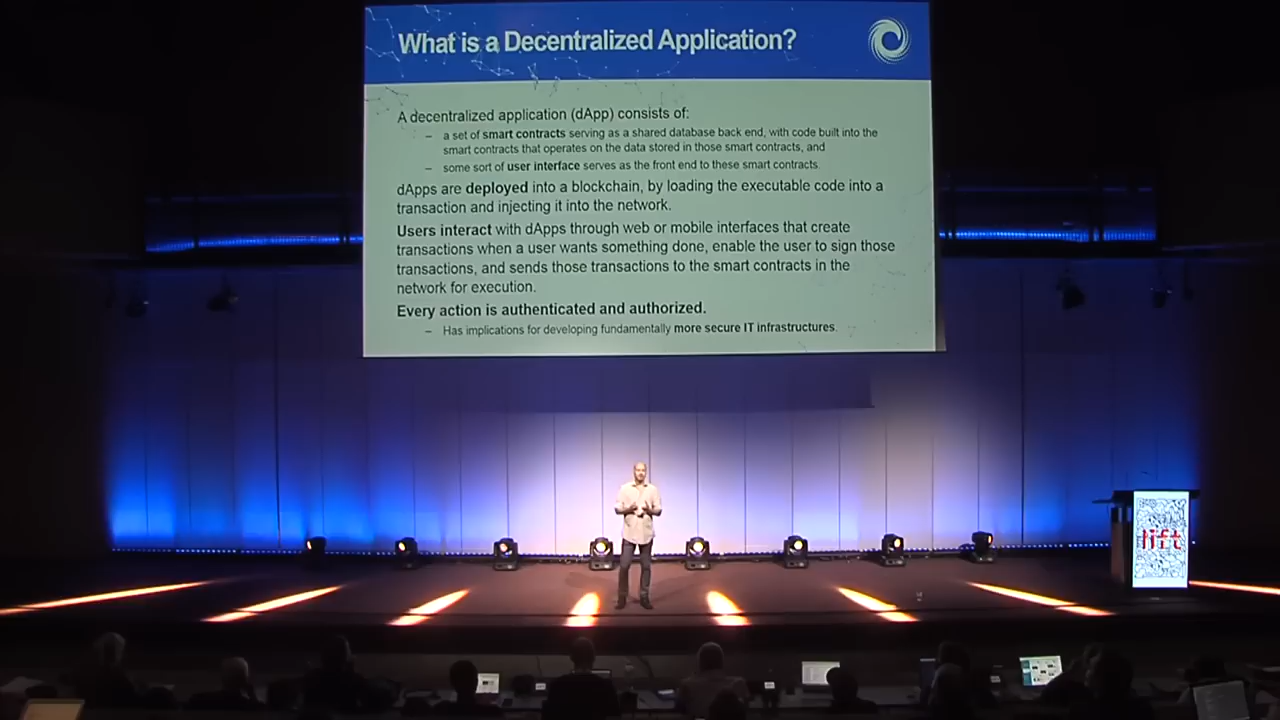 What is a Decentralized Application?
A decentralized application (dApp) consists of:
– a set of smart contracts serving as a shared database back end, with code built into the
smart contracts that operates on the data stored in those smart contracts, and
– some sort of user interface serves as the front end to these smart contracts.
dApps are deployed into a blockchain, by loading the executable code into a
transaction and injecting it into the network.
Users interact with dApps through web or mobile interfaces that create
transactions when a user wants something done, enable the user to sign those
transactions, and sends those transactions to the smart contracts in the
network for execution.
Every action is authenticated and authorized.
– Has implications for developing fundamentally more secure IT infrastructures.
lift